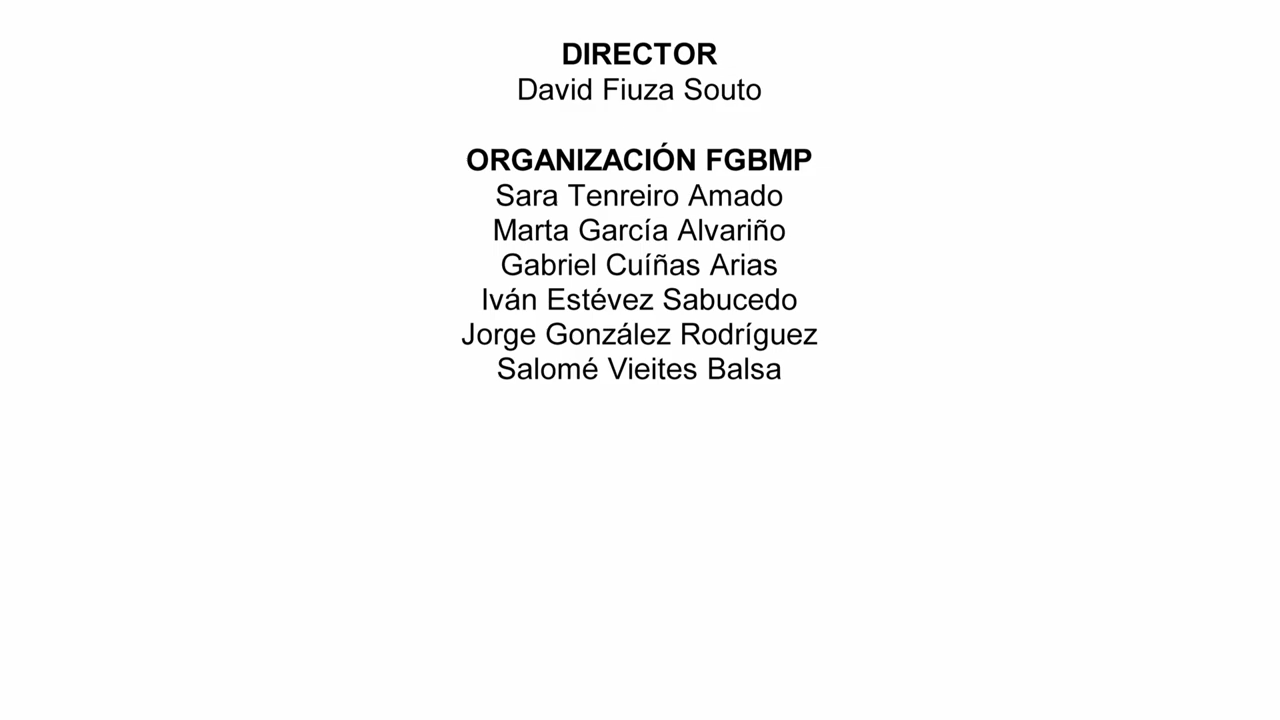 DIRECTOR
David Fiuza Souto
ORGANIZACIÓN FGBMP
Sara Tenreiro Amado
Marta García Alvariño
Gabriel Cuíñas Arias
Iván Estévez Sabucedo
Jorge González Rodríguez
Salomé Vieites Balsa